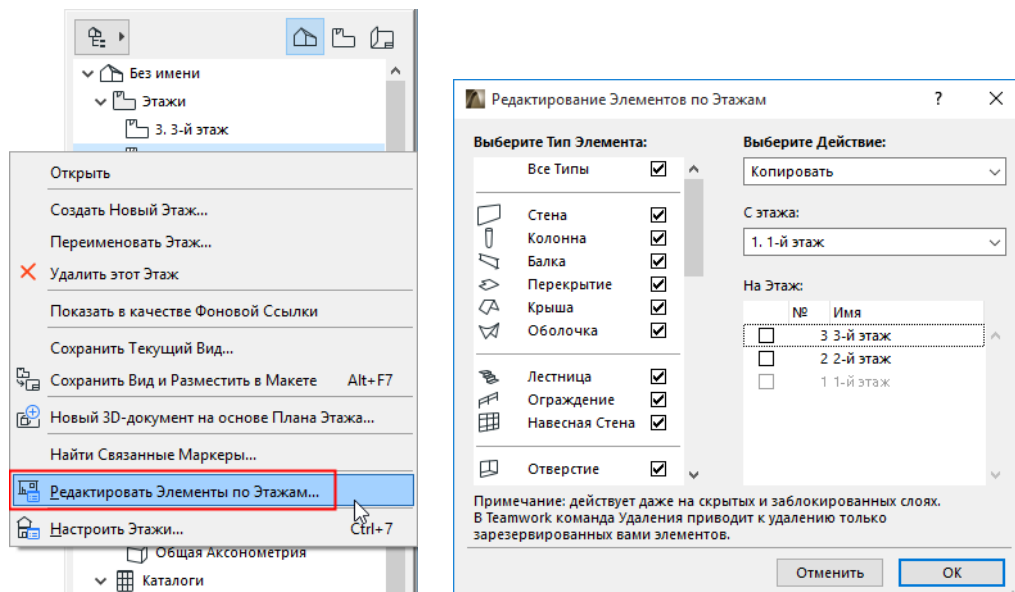 Без имени
Этажи
3. 3-й этаж
Открыть
Создать Новый Этаж...
Переименовать Этаж...
Удалить этот Этаж
Показать в качестве Фоновой Ссылки
Сохранить Текущий Вид...
Сохранить Вид и Разместить в Макете Alt+F7
Новый 3D-документ на основе Плана Этажа...
Найти Связанные Маркеры...
Редактировать Элементы по Этажам...
Настроить Этажи... Ctrl+7
Общая Аксонометрия
Каталоги
Редактирование Элементов по Этажам ?
Выберите Тип Элемента:
Все Типы
Стена
Колонна
Балка
Перекрытие
Крыша
Оболочка
Лестница
Ограждение
Навесная Стена
Отверстие
Выберите Действие:
Копировать
С этажа:
1. 1-й этаж
На Этаж:
№ Имя
3 3-й этаж
2 2-й этаж
1 1-й этаж
Примечание: действует даже на скрытых и заблокированных слоях.
В Teamwork команда Удаления приводит к удалению только
зарезервированных вами элементов.
Отменить
OK